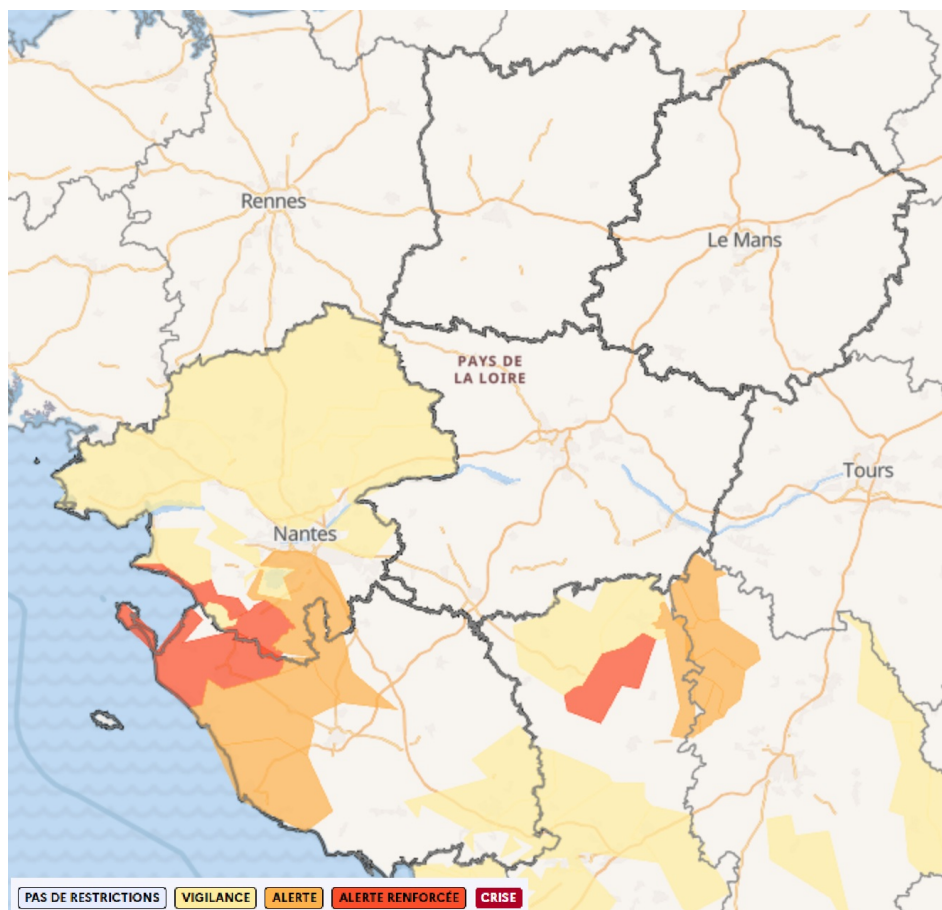 Rennes
Le Mans
PAYS DE
LA LOIRE
Tours
Nantes
PAS DE RESTRICTIONS VIGILANCE ALERTE ALERTE RENFORCÉE CRISE